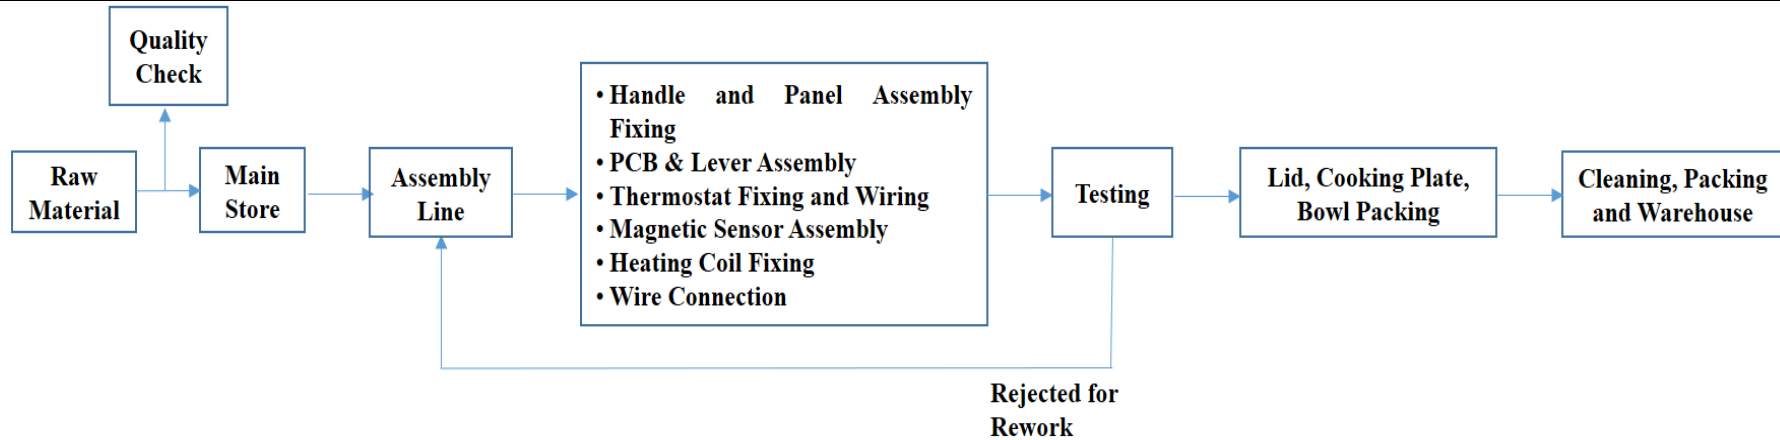 Quality
Check
Raw
Material
Main
Store
Assembly
Line
• Handle and Panel Assembly
Fixing
• PCB & Lever Assembly
• Thermostat Fixing and Wiring
• Magnetic Sensor Assembly
• Heating Coil Fixing
• Wire Connection
Testing
Lid, Cooking Plate,
Bowl Packing
Cleaning, Packing
and Warehouse
Rejected for
Rework